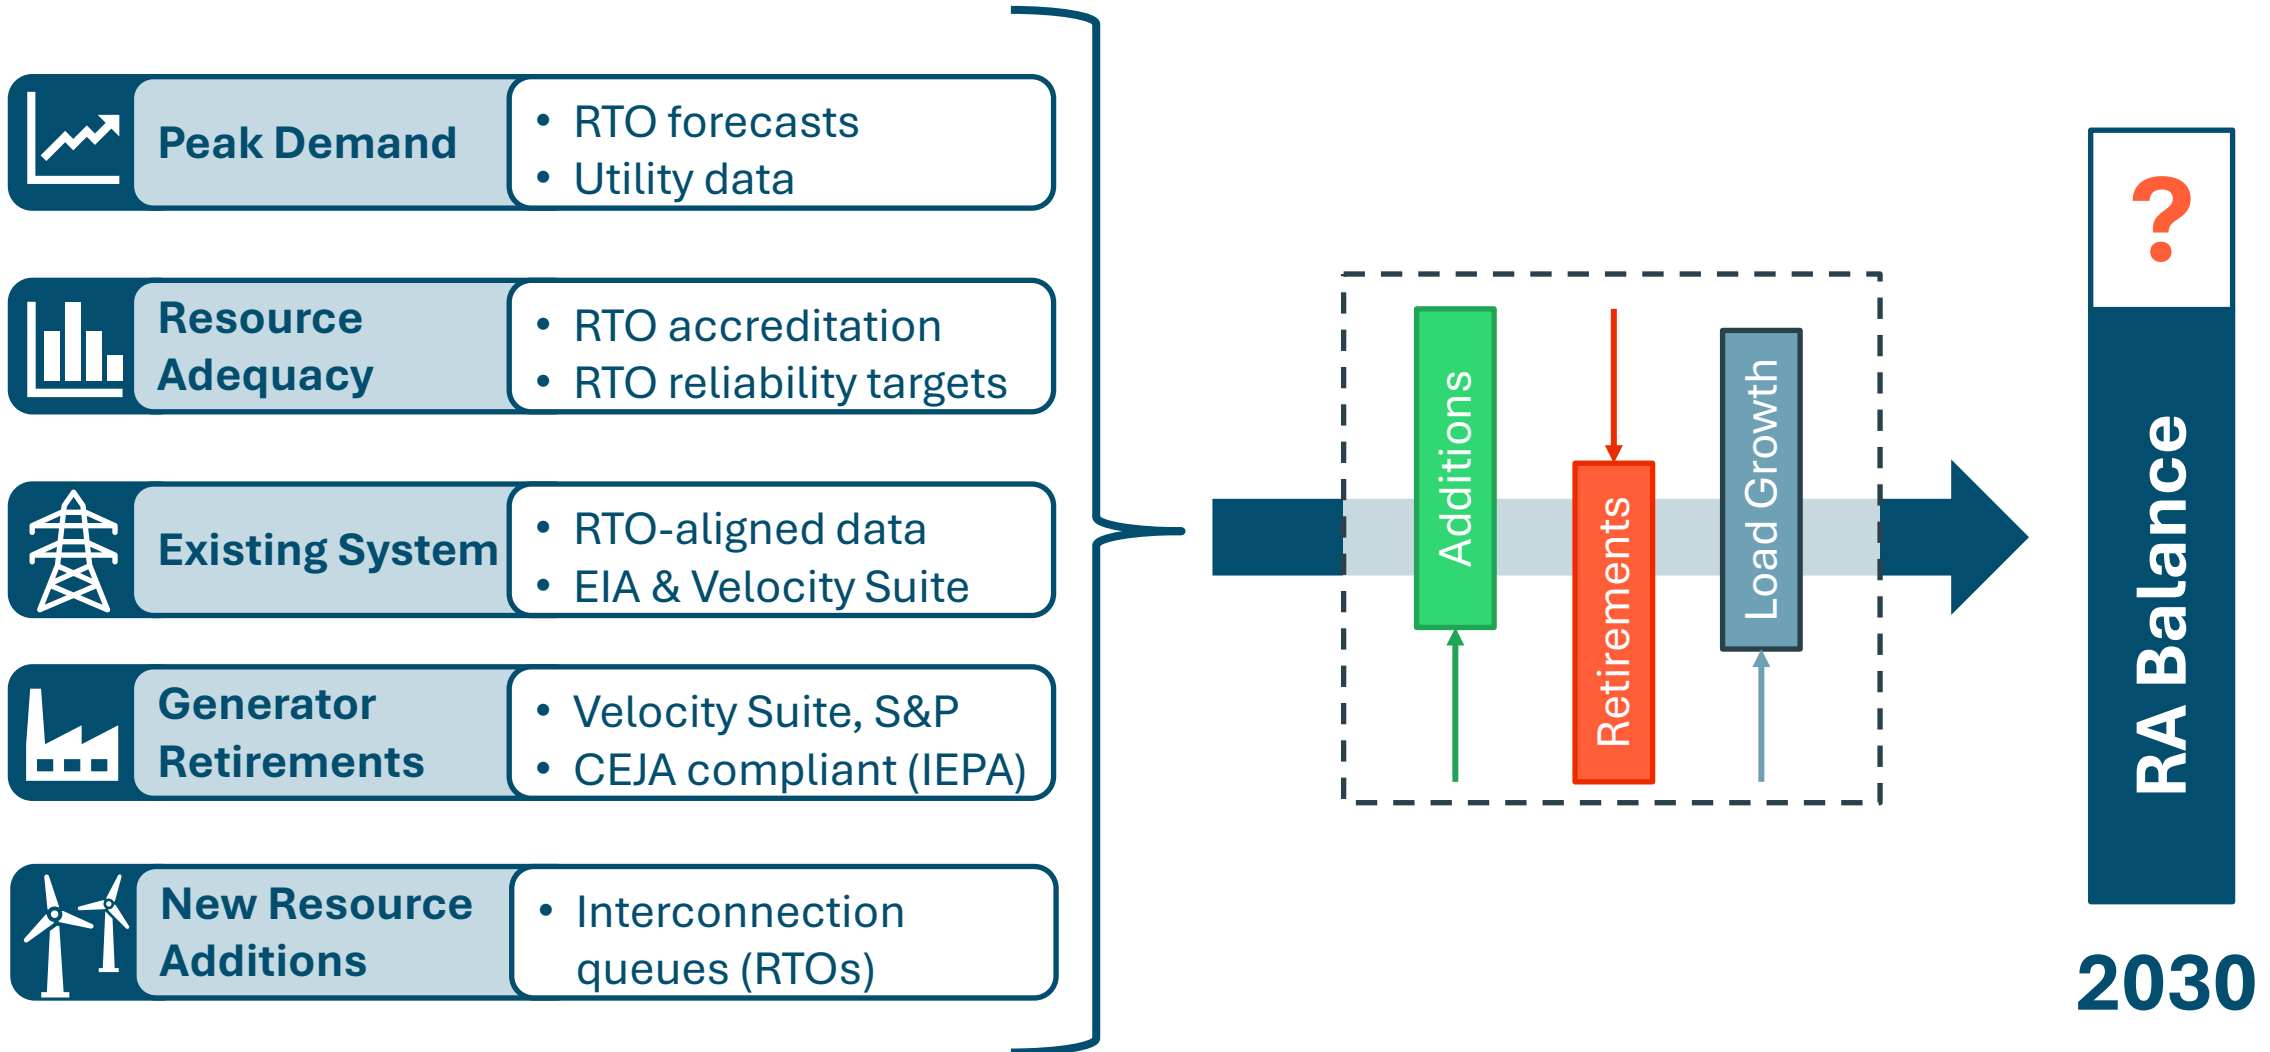 Peak Demand
• RTO forecasts
• Utility data
Resource
Adequacy
• RTO accreditation
• RTO reliability targets
Existing System
• RTO-aligned data
• EIA & Velocity Suite
Generator
Retirements
• Velocity Suite, S&P
• CEJA compliant (IEPA)
New Resource
Additions
• Interconnection
queues (RTOs)
Additions
Retirements
Load Growth
?
RA Balance
2030